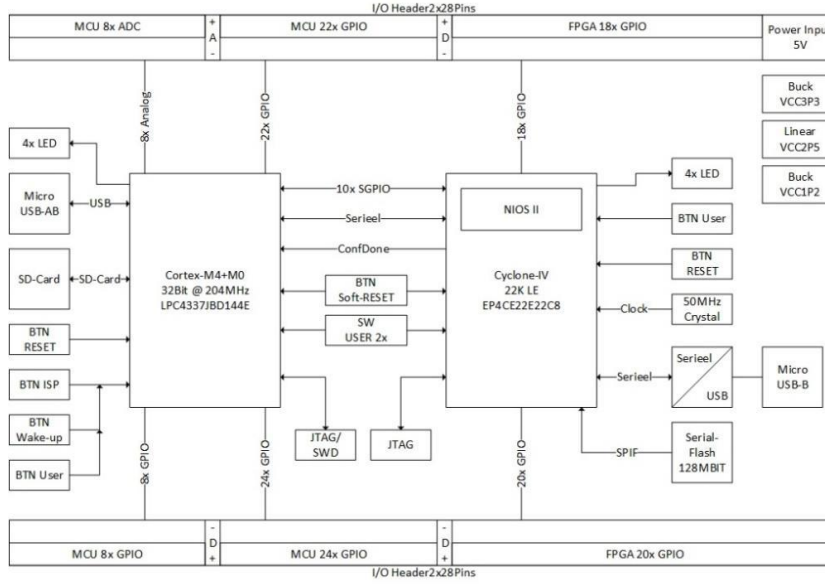 I/O Header2x28Pins
MCU 8x ADC
+
A
-
MCU 22x GPIO
+
D
-
FPGA 18x GPIO
Power Input
5V
Buck
VCC3P3
Linear
VCC2P5
Buck
VCC1P2
8x Analog
22x GPIO
18x GPIO
4x LED
Micro
USB-AB
USB
SD-Card
SD-Card
BTN
RESET
BTN ISP
BTN
Wake-up
BTN User
Cortex-M4+M0
32Bit @ 204MHz
LPC4337JBD144E
10x SGPIO
Serieel
ConfDone
BTN
Soft-RESET
SW
USER 2x
JTAG/
SWD
JTAG
NIOS II
Cyclone-IV
22K LE
EP4CE22E22C8
4x LED
BTN User
BTN
RESET
Clock
50MHz
Crystal
Serieel
Serieel
USB
Micro
USB-B
SPIF
Serial-
Flash
128MBIT
8x GPIO
24x GPIO
20x GPIO
MCU 8x GPIO
-
D
+
MCU 24x GPIO
-
D
+
FPGA 20x GPIO
I/O Header2x28Pins